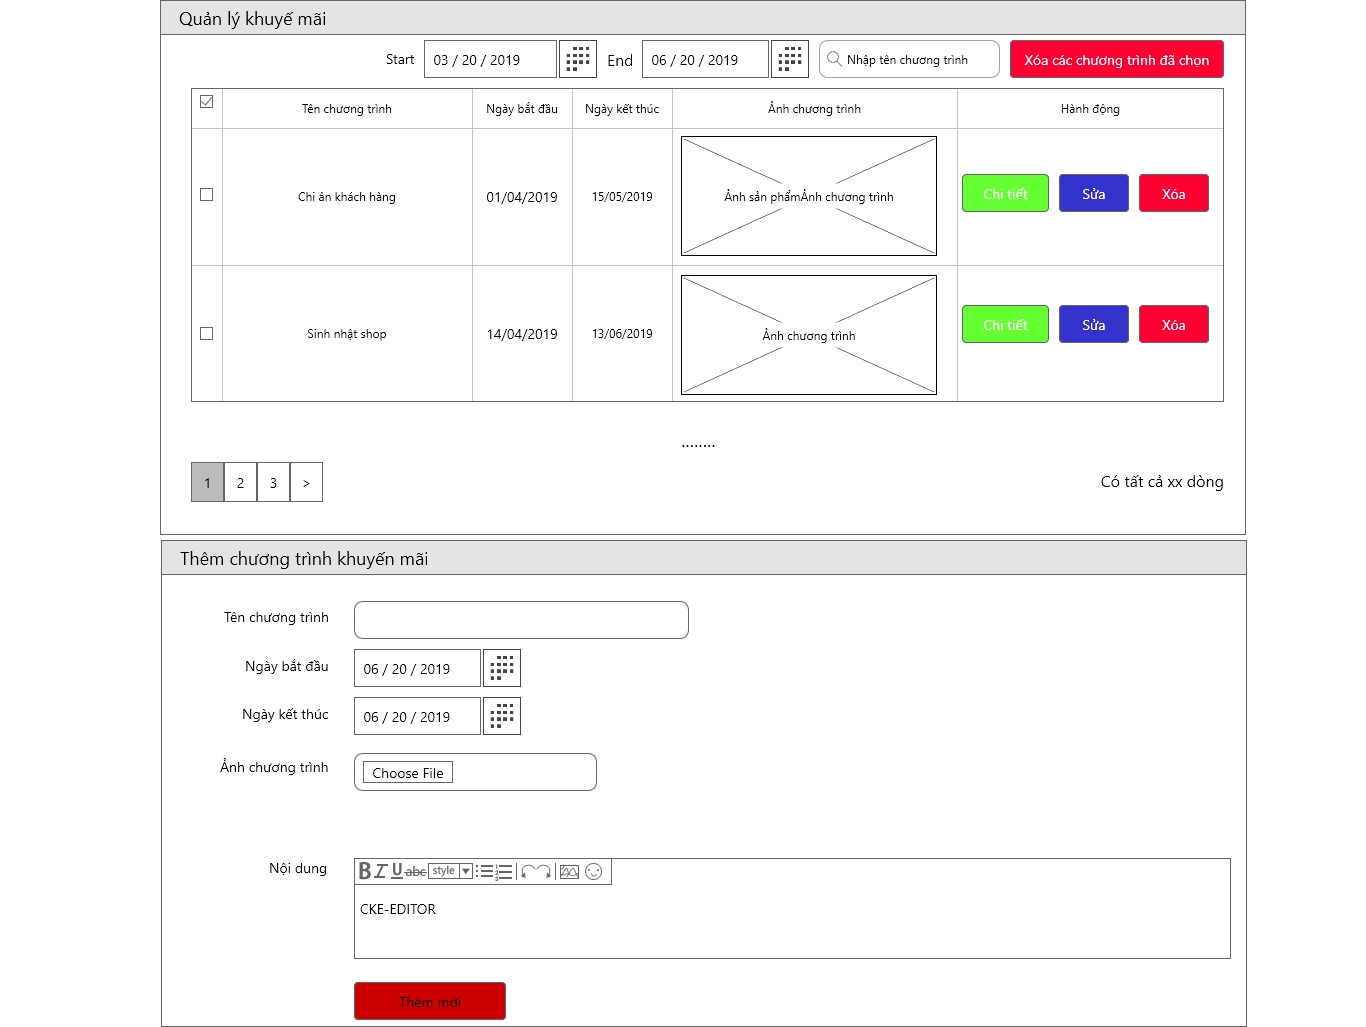 Quản lý khuyế mãi
Start 03 / 20 / 2019 End 06 / 20 / 2019 Nhập tên chương trình Xóa các chương trình đã chọn
Tên chương trình Ngày bắt đầu Ngày kết thúc Ảnh chương trình Hành động
Chi ân khách hàng 01/04/2019 15/05/2019 Ảnh sản phẩmẢnh chương trình Chi tiết Sửa Xóa
Sinh nhật shop 14/04/2019 13/06/2019 Ảnh chương trình Chi tiết Sửa Xóa
........
1 2 3 > Có tất cả xx dòng
Thêm chương trình khuyến mãi
Tên chương trình
Ngày bắt đầu 06 / 20 / 2019
Ngày kết thúc 06 / 20 / 2019
Ảnh chương trình Choose File
Nội dung B I U abc style
CKE-EDITOR
Thêm mới